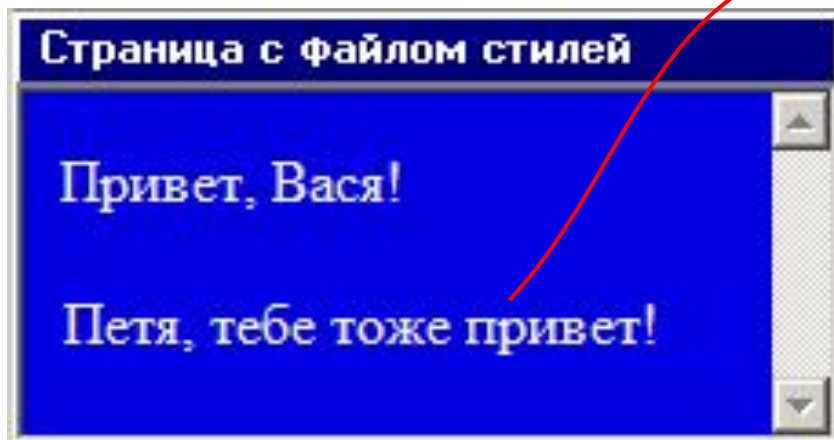 Страница с файлом стилей
Привет, Вася!
Петя, тебе тоже привет!